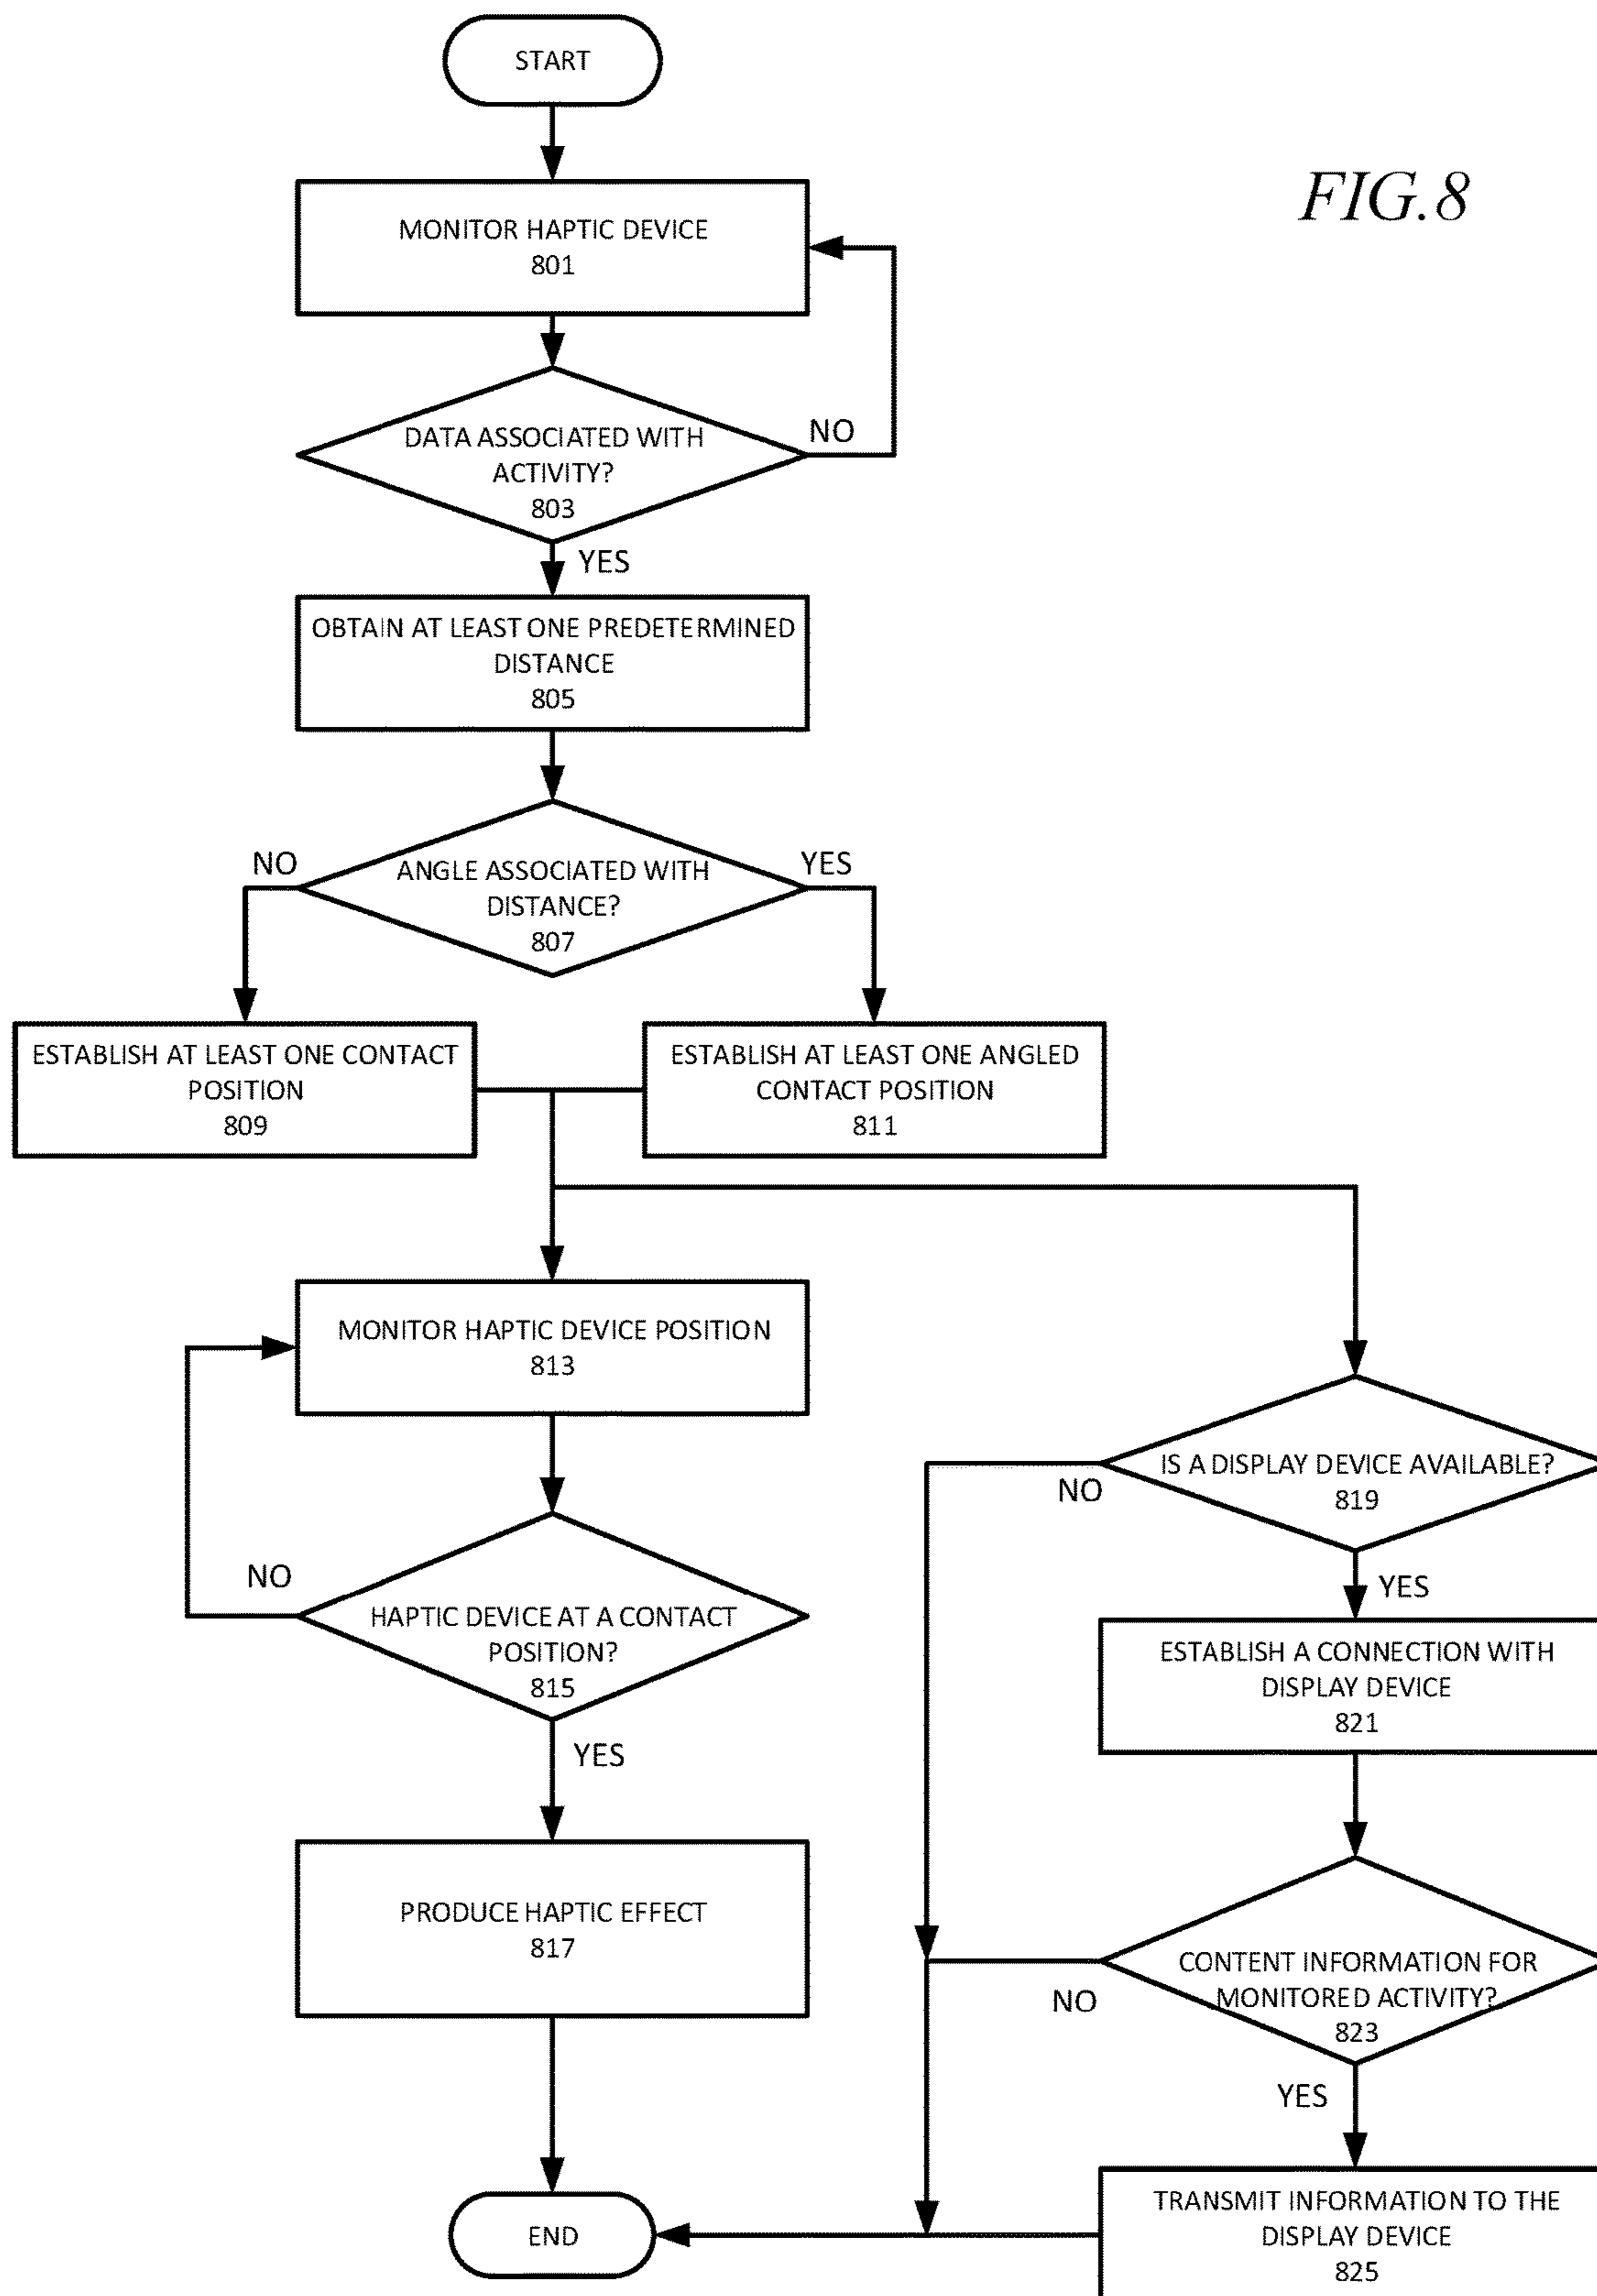 START
FIG.8
MONITOR HAPTIC DEVICE
801
DATA ASSOCIATED WITH
ACTIVITY?
803
NO
YES
OBTAIN AT LEAST ONE PREDETERMINED
DISTANCE
805
NO
ANGLE ASSOCIATED WITH
DISTANCE?
807
YES
ESTABLISH AT LEAST ONE CONTACT
POSITION
809
ESTABLISH AT LEAST ONE ANGLED
CONTACT POSITION
811
MONITOR HAPTIC DEVICE POSITION
813
NO
HAPTIC DEVICE AT A CONTACT
POSITION?
815
YES
PRODUCE HAPTIC EFFECT
817
IS A DISPLAY DEVICE AVAILABLE?
819
NO
YES
ESTABLISH A CONNECTION WITH
DISPLAY DEVICE
821
CONTENT INFORMATION FOR
MONITORED ACTIVITY?
823
NO
YES
TRANSMIT INFORMATION TO THE
DISPLAY DEVICE
825
END